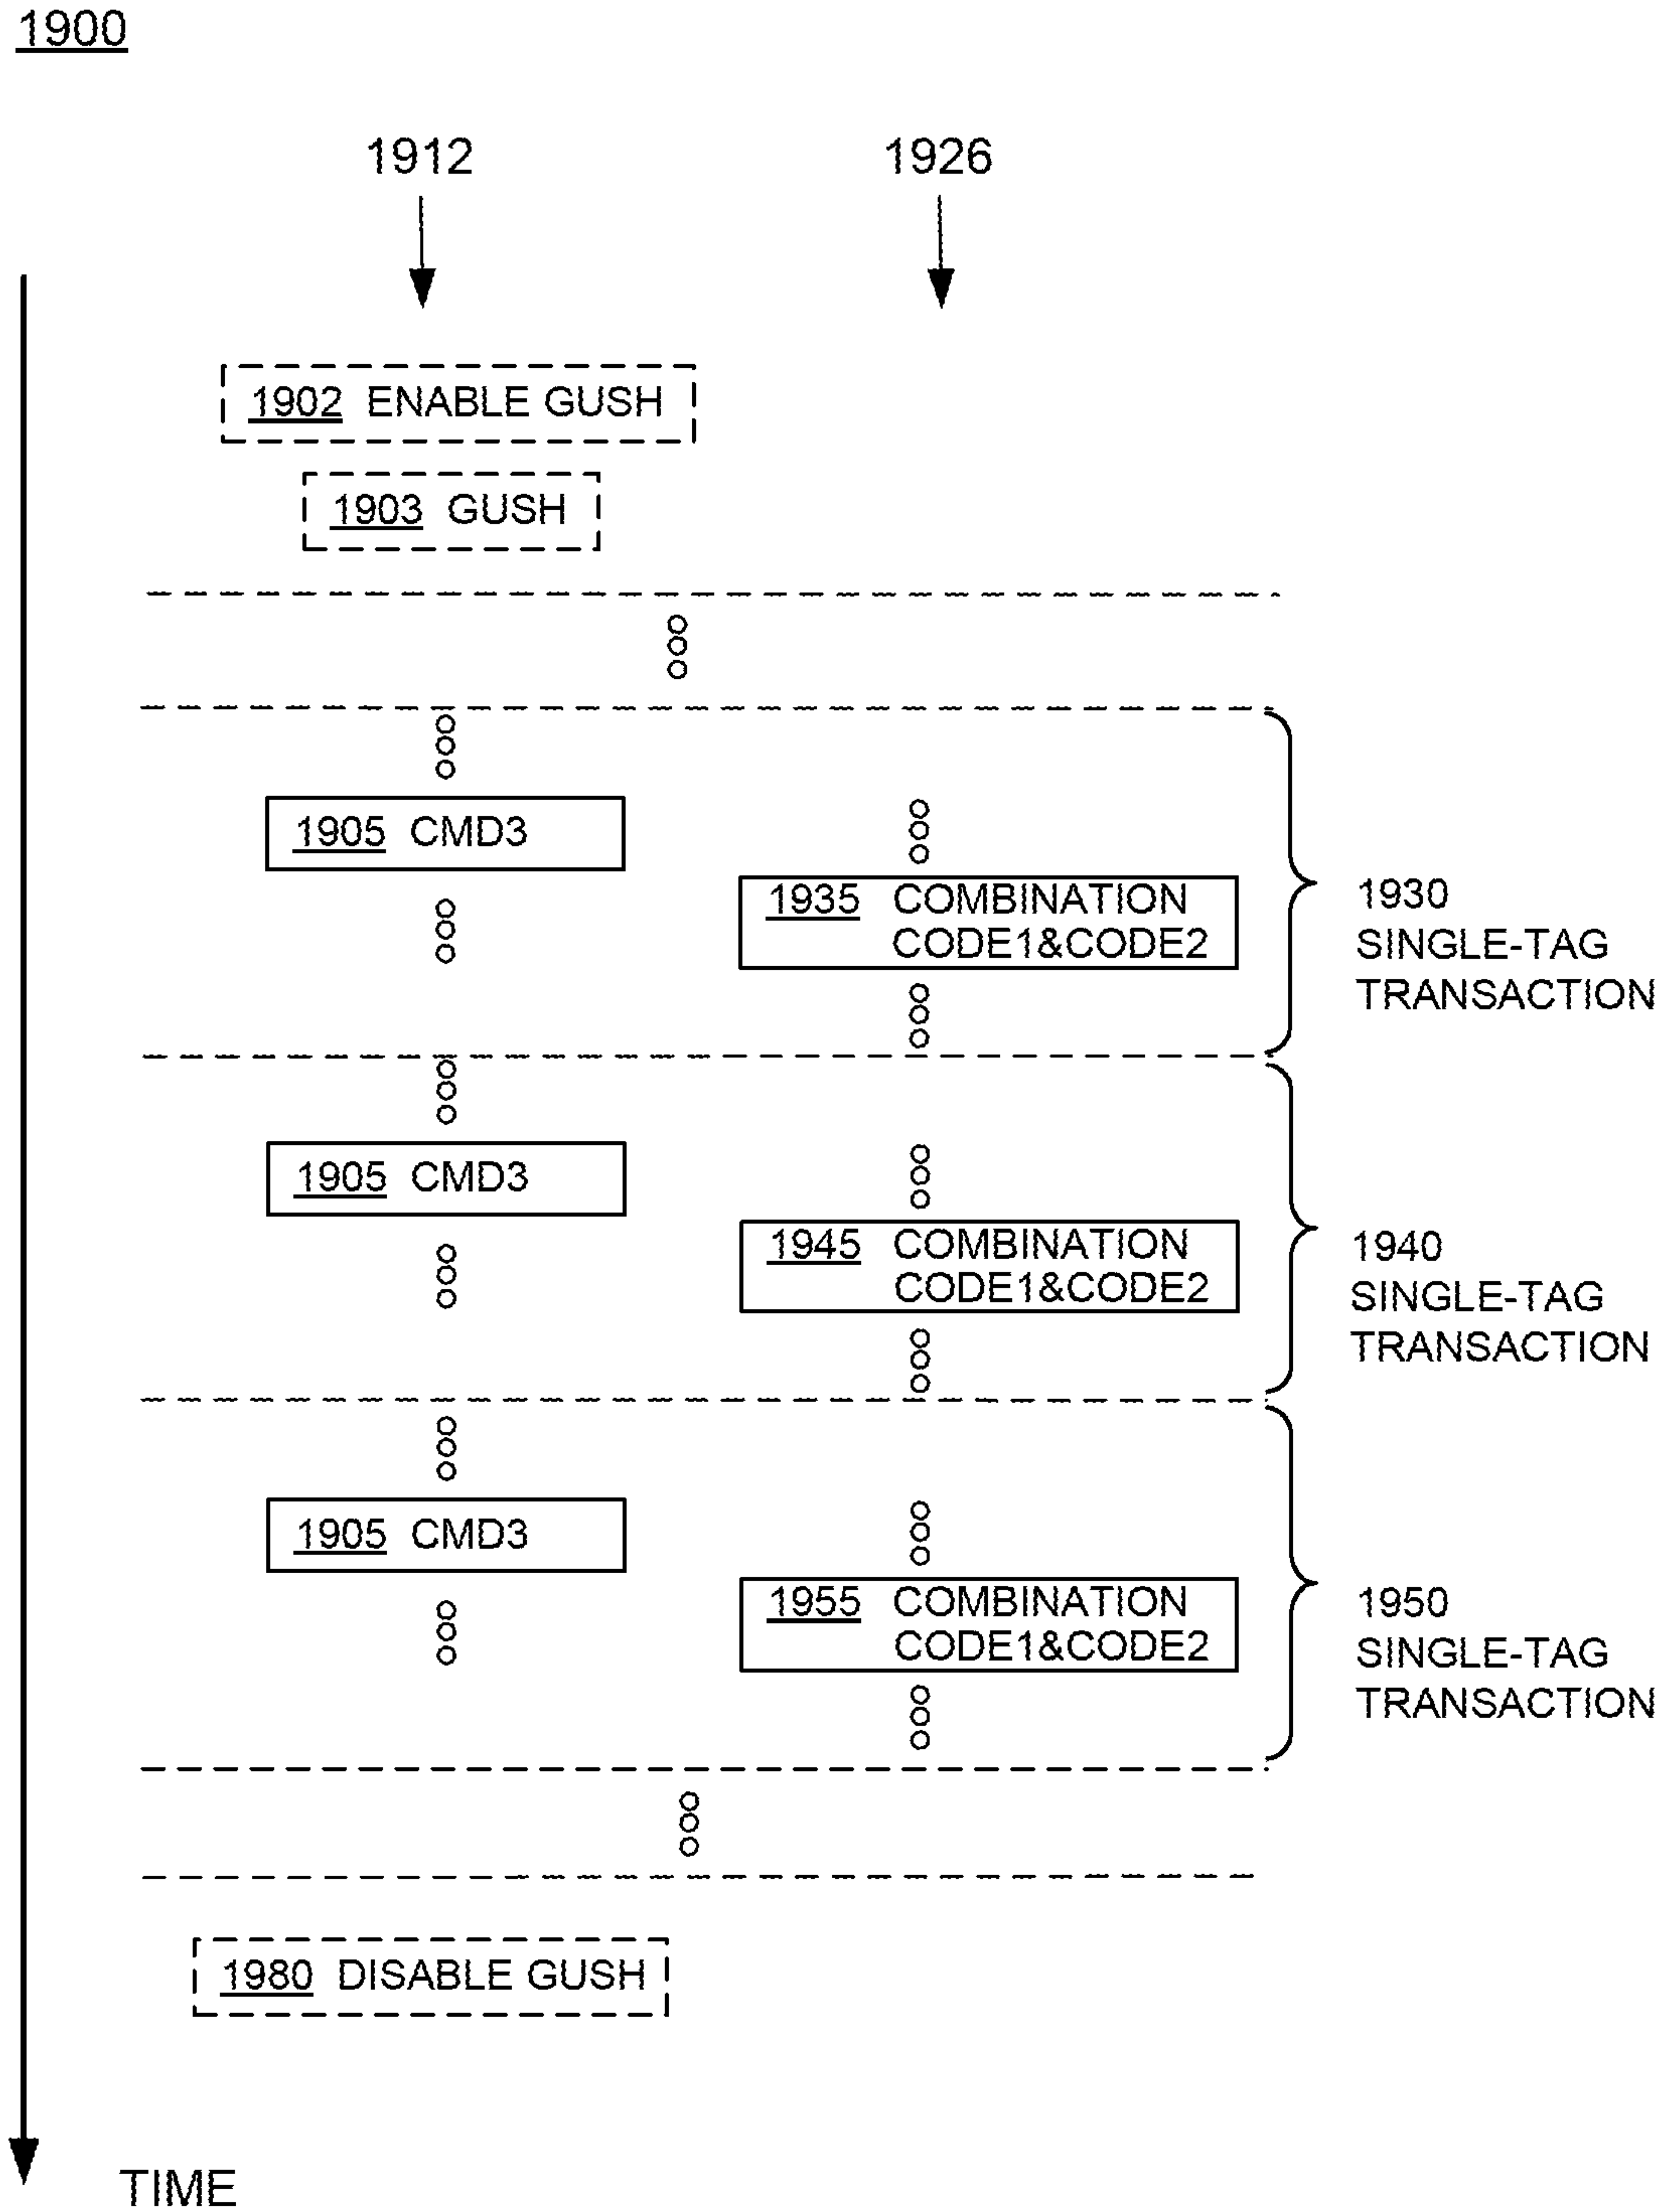 1900
1912 1926
1902 ENABLE GUSH
1903 GUSH
1905 CMD3
1935 COMBINATION
CODE1&CODE2
1930
SINGLE-TAG
TRANSACTION
1905 CMD3
1945 COMBINATION
CODE1&CODE2
1940
SINGLE-TAG
TRANSACTION
1905 CMD3
1955 COMBINATION
CODE1&CODE2
1950
SINGLE-TAG
TRANSACTION
1980 DISABLE GUSH
TIME